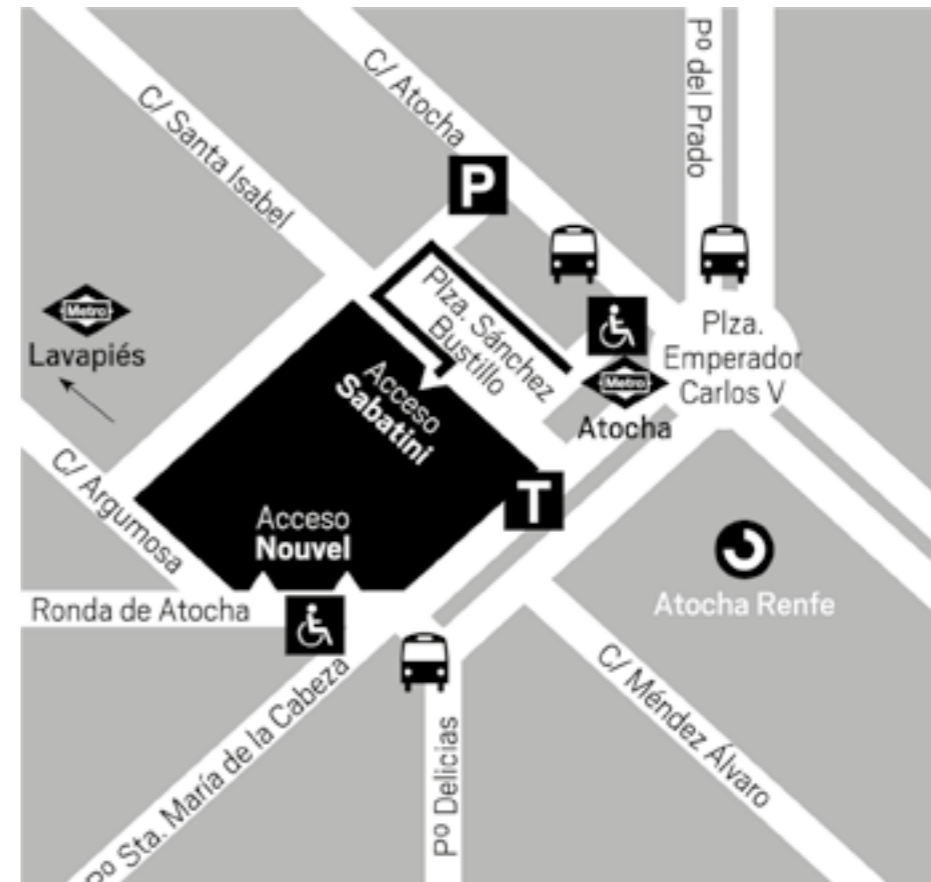 C/ Atocha
Pº del Prado
C/ Santa Isabel
P
Metro
Lavapiés
Plza. Sánchez
Bustillo
Plza.
Emperador
Carlos V
Metro
Atocha
Acceso
Sabatini
C/ Argumosa
T
Acceso
Nouvel
Atocha Renfe
Ronda de Atocha
Pº Sta. María de la Cabeza
Pº Delicias
C/ Méndez Álvaro